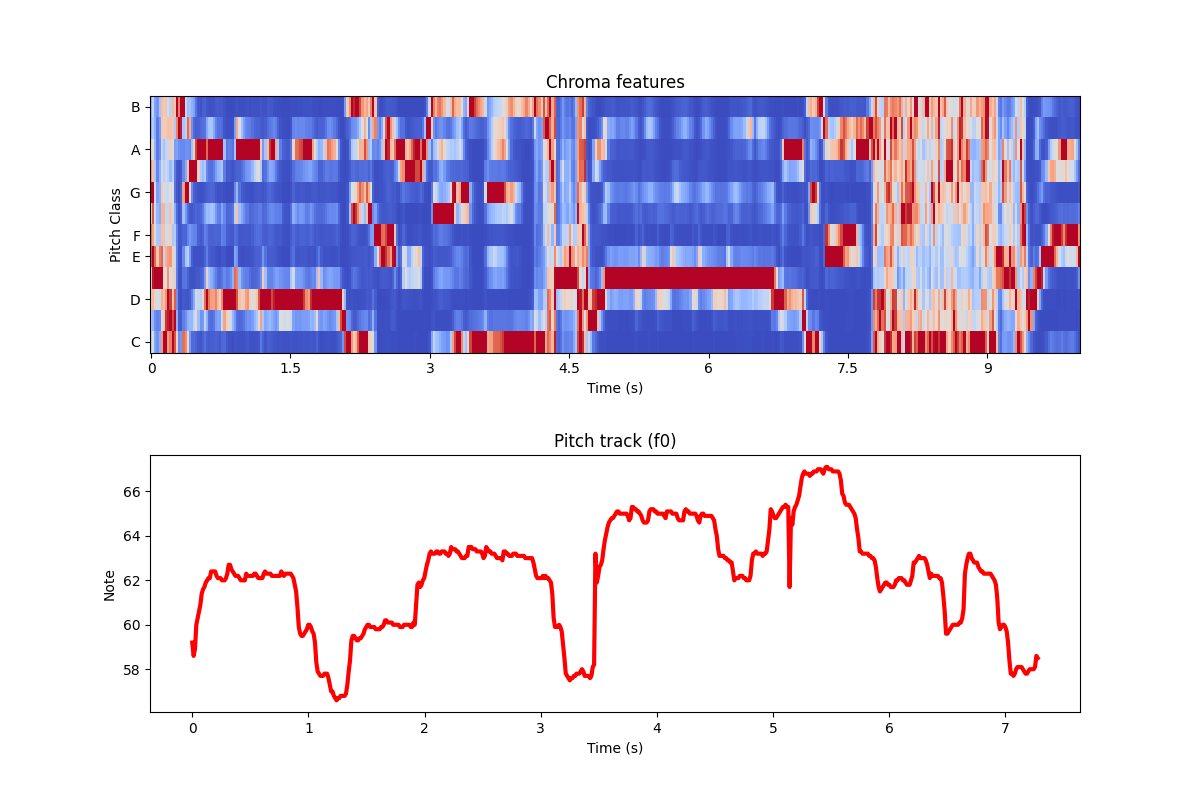 Chroma features
B
A
G
F
E
D
C
Pitch Class
0 1.5 3 4.5 6 7.5 9
Time (s)
Pitch track (f0)
66
64
62
60
58
Note
0 1 2 3 4 5 6 7
Time (s)